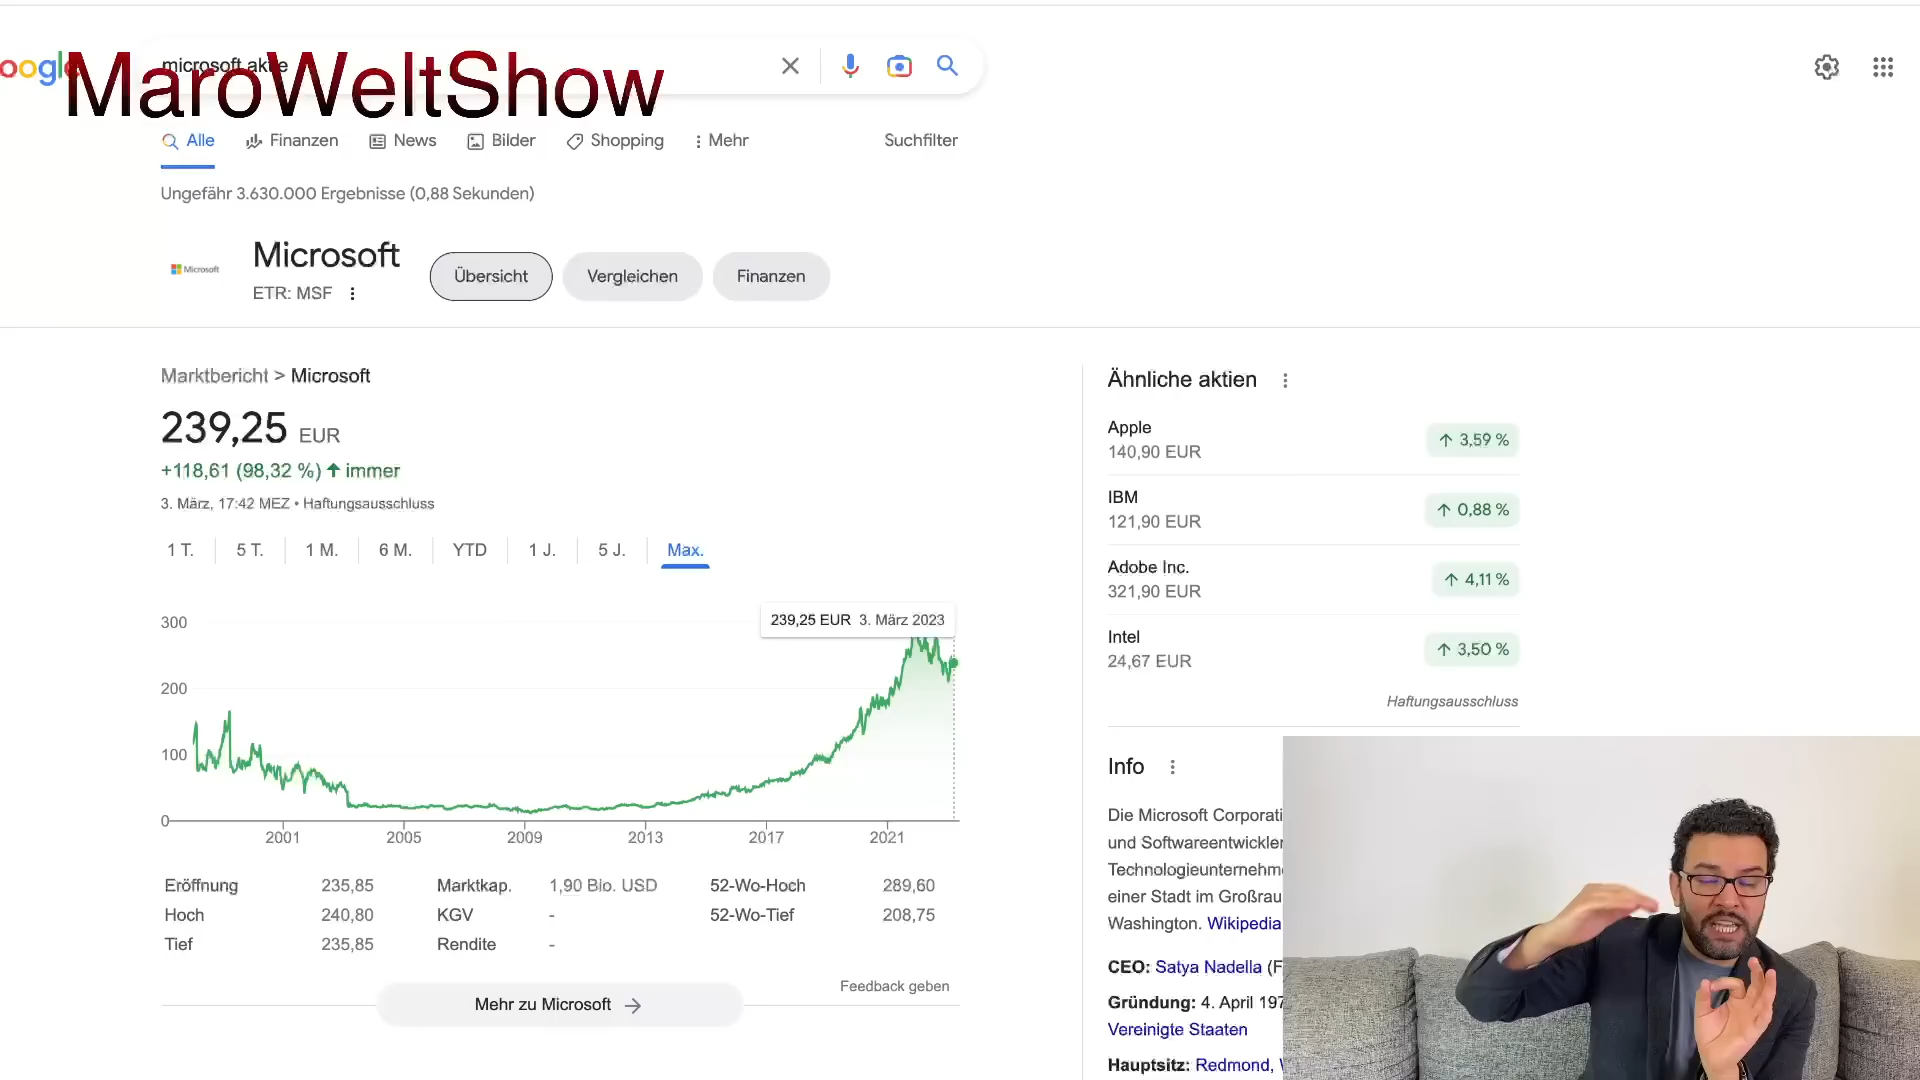 oogle
MaroWeltShow
microsoft aktie
Alle
Finanzen
News
Bilder
Shopping
Mehr
Suchfilter
Ungefähr 3.630.000 Ergebnisse (0,88 Sekunden)
Microsoft
Microsoft
ETR: MSF
Übersicht
Vergleichen
Finanzen
Marktbericht > Microsoft
239,25 EUR
+118,61 (98,32 %) ↑ immer
3. März, 17:42 MEZ • Haftungsausschluss
1 T.
5 T.
1 M.
6 M.
YTD
1 J.
5 J.
Max.
239,25 EUR 3. März 2023
300
200
100
0
2001
2005
2009
2013
2017
2021
Eröffnung 235,85
Hoch 240,80
Tief 235,85
Marktkap. 1,90 Bio. USD
KGV -
Rendite -
52-Wo-Hoch 289,60
52-Wo-Tief 208,75
Feedback geben
Mehr zu Microsoft →
Ähnliche aktien
Apple
140,90 EUR
↑ 3,59 %
IBM
121,90 EUR
↑ 0,88 %
Adobe Inc.
321,90 EUR
↑ 4,11 %
Intel
24,67 EUR
↑ 3,50 %
Haftungsausschluss
Info
Die Microsoft Corporati
und Softwareentwickler
Technologieunternehm
einer Stadt im Großrau
Washington. Wikipedia
CEO: Satya Nadella (F
Gründung: 4. April 197
Vereinigte Staaten
Hauptsitz: Redmond,